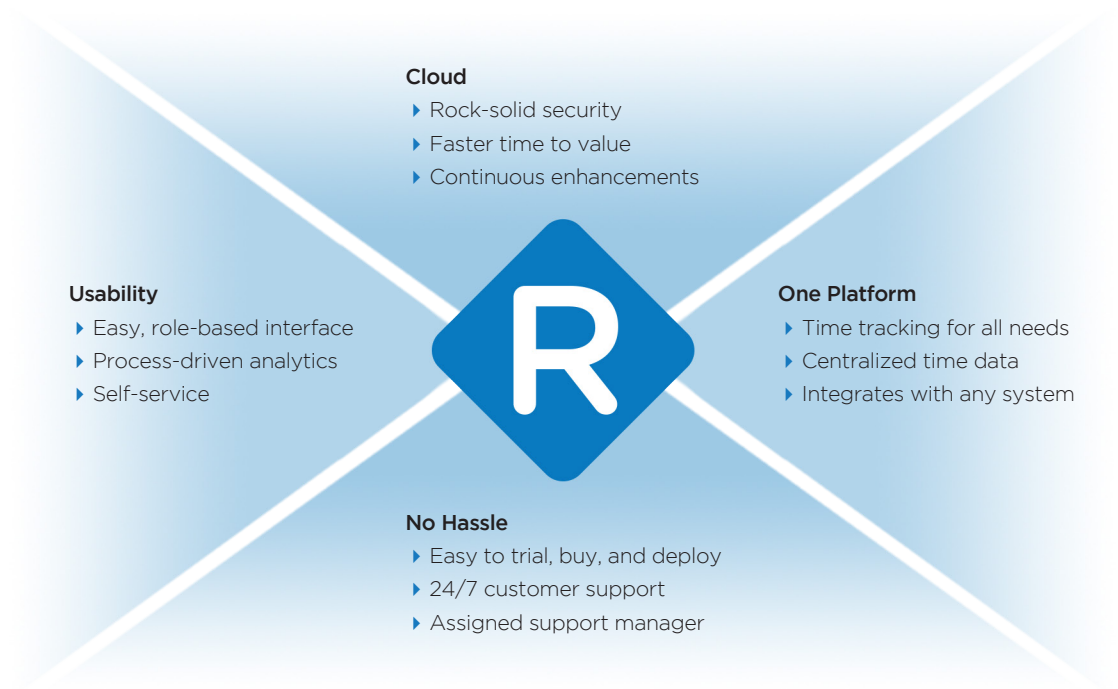 Cloud
Rock-solid security
Faster time to value
Continuous enhancements
Usability
Easy, role-based interface
Process-driven analytics
Self-service
R
One Platform
Time tracking for all needs
Centralized time data
Integrates with any system
No Hassle
Easy to trial, buy, and deploy
24/7 customer support
Assigned support manager